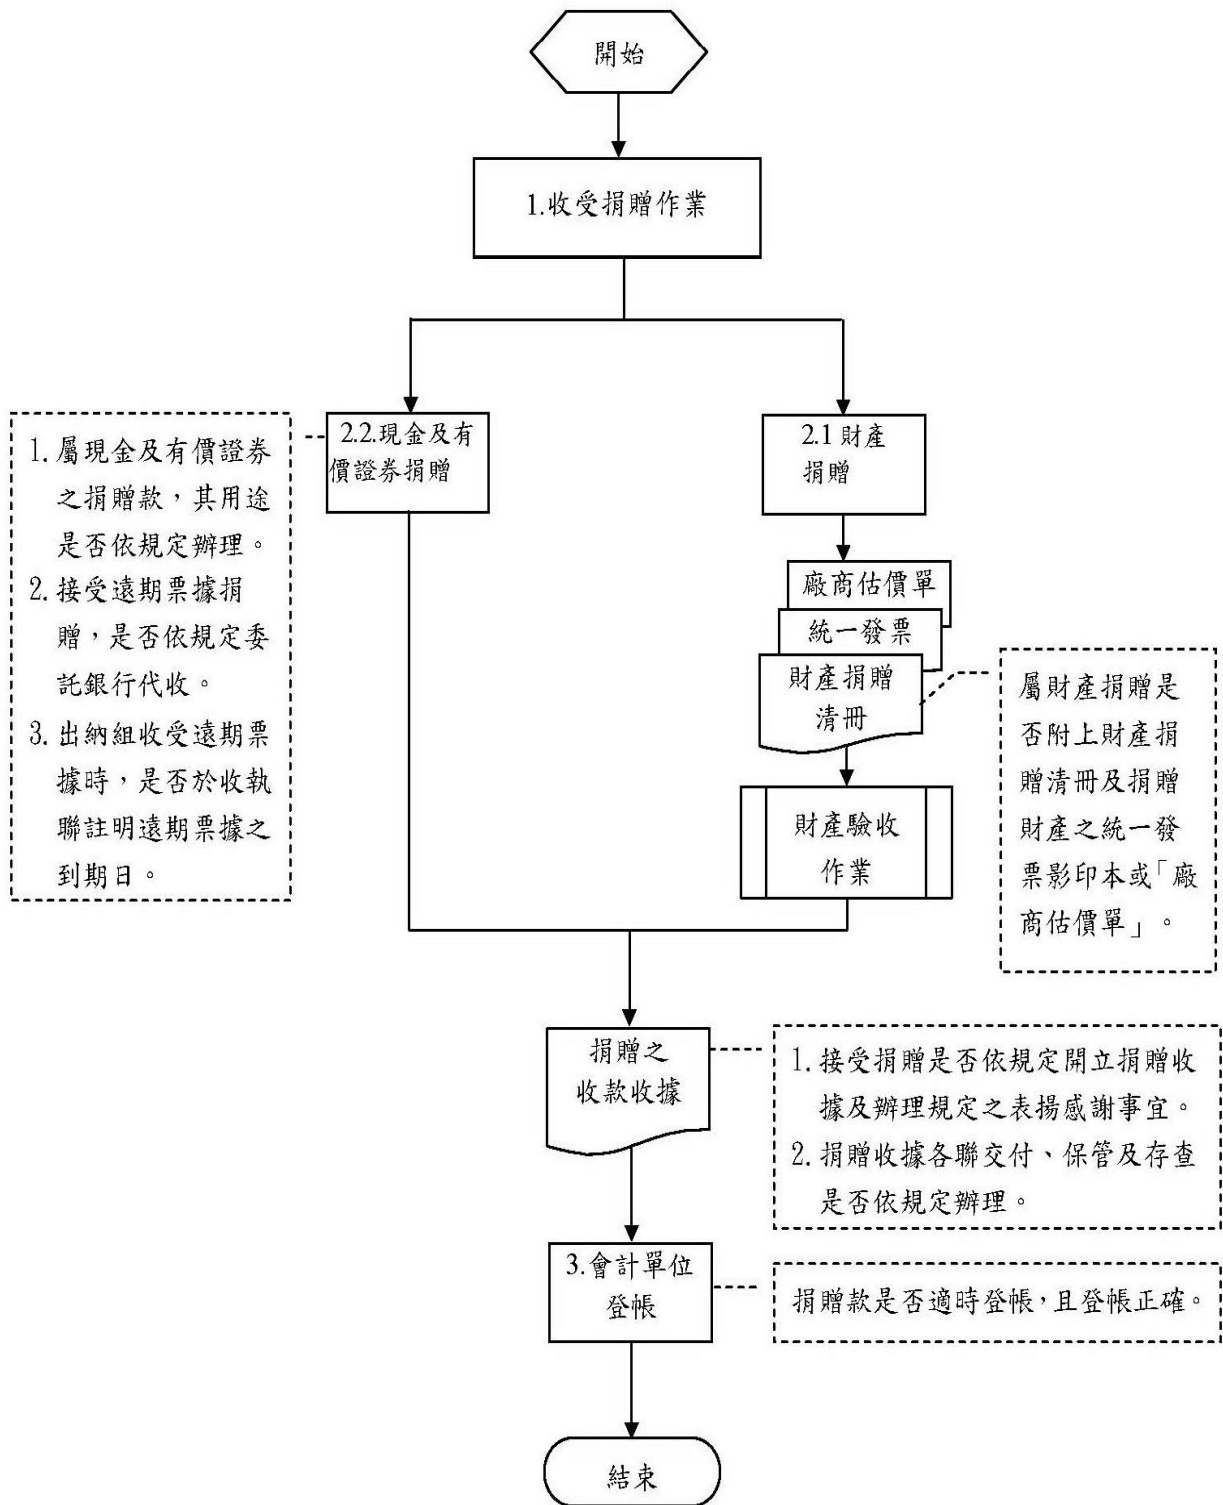 開始
1.收受捐贈作業
2.2.現金及有
價證券捐贈
1. 屬現金及有價證券
之捐贈款，其用途
是否依規定辦理。
2. 接受遠期票據捐
贈，是否依規定委
託銀行代收。
3. 出納組收受遠期票
據時，是否於收執
聯註明遠期票據之
到期日。
2.1 財產
捐贈
廠商估價單
統一發票
財產捐贈
清冊
屬財產捐贈是
否附上財產捐
贈清冊及捐贈
財產之統一發
票影印本或「廠
商估價單」。
財產驗收
作業
捐贈之
收款收據
1. 接受捐贈是否依規定開立捐贈收
據及辦理規定之表揚感謝事宜。
2. 捐贈收據各聯交付、保管及存查
是否依規定辦理。
3.會計單位
登帳
捐贈款是否適時登帳，且登帳正確。
結束